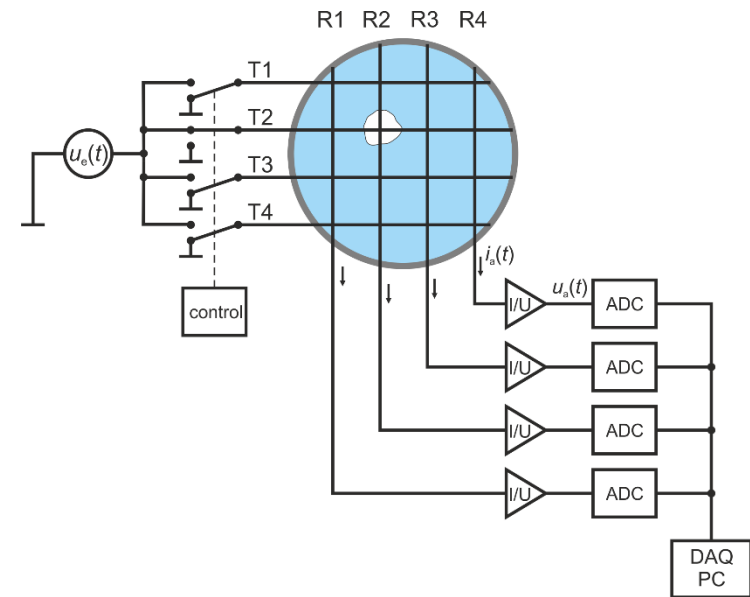 R1 R2 R3 R4
T1
T2
uₑ(t)
T3
T4
iₐ(t)
control
I/U
uₐ(t)
ADC
I/U
ADC
I/U
ADC
I/U
ADC
DAQ
PC